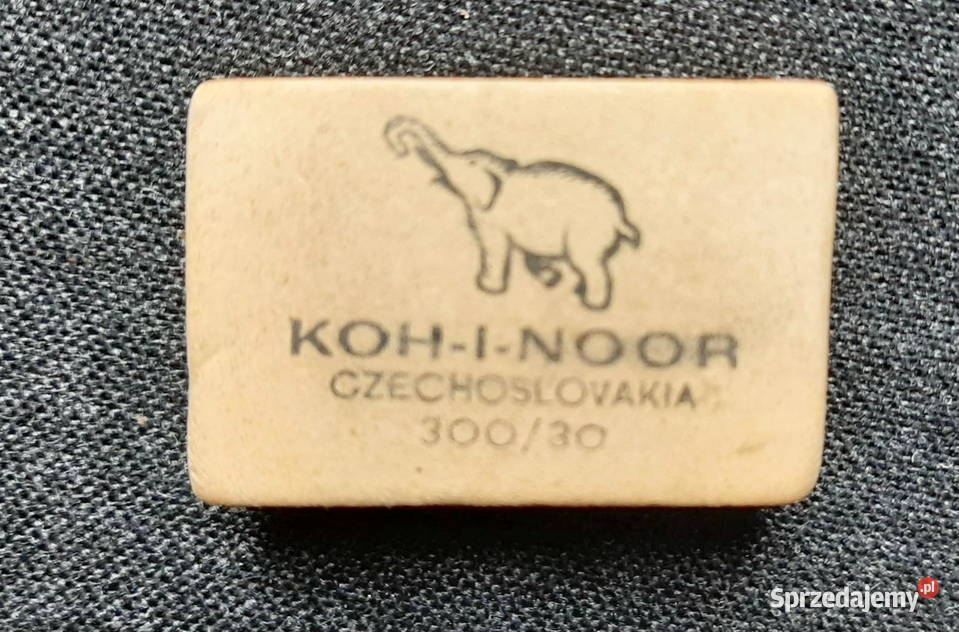 KOH-I-NOOR
CZECHOSLOVAKIA
300/30
Sprzedajemy.pl